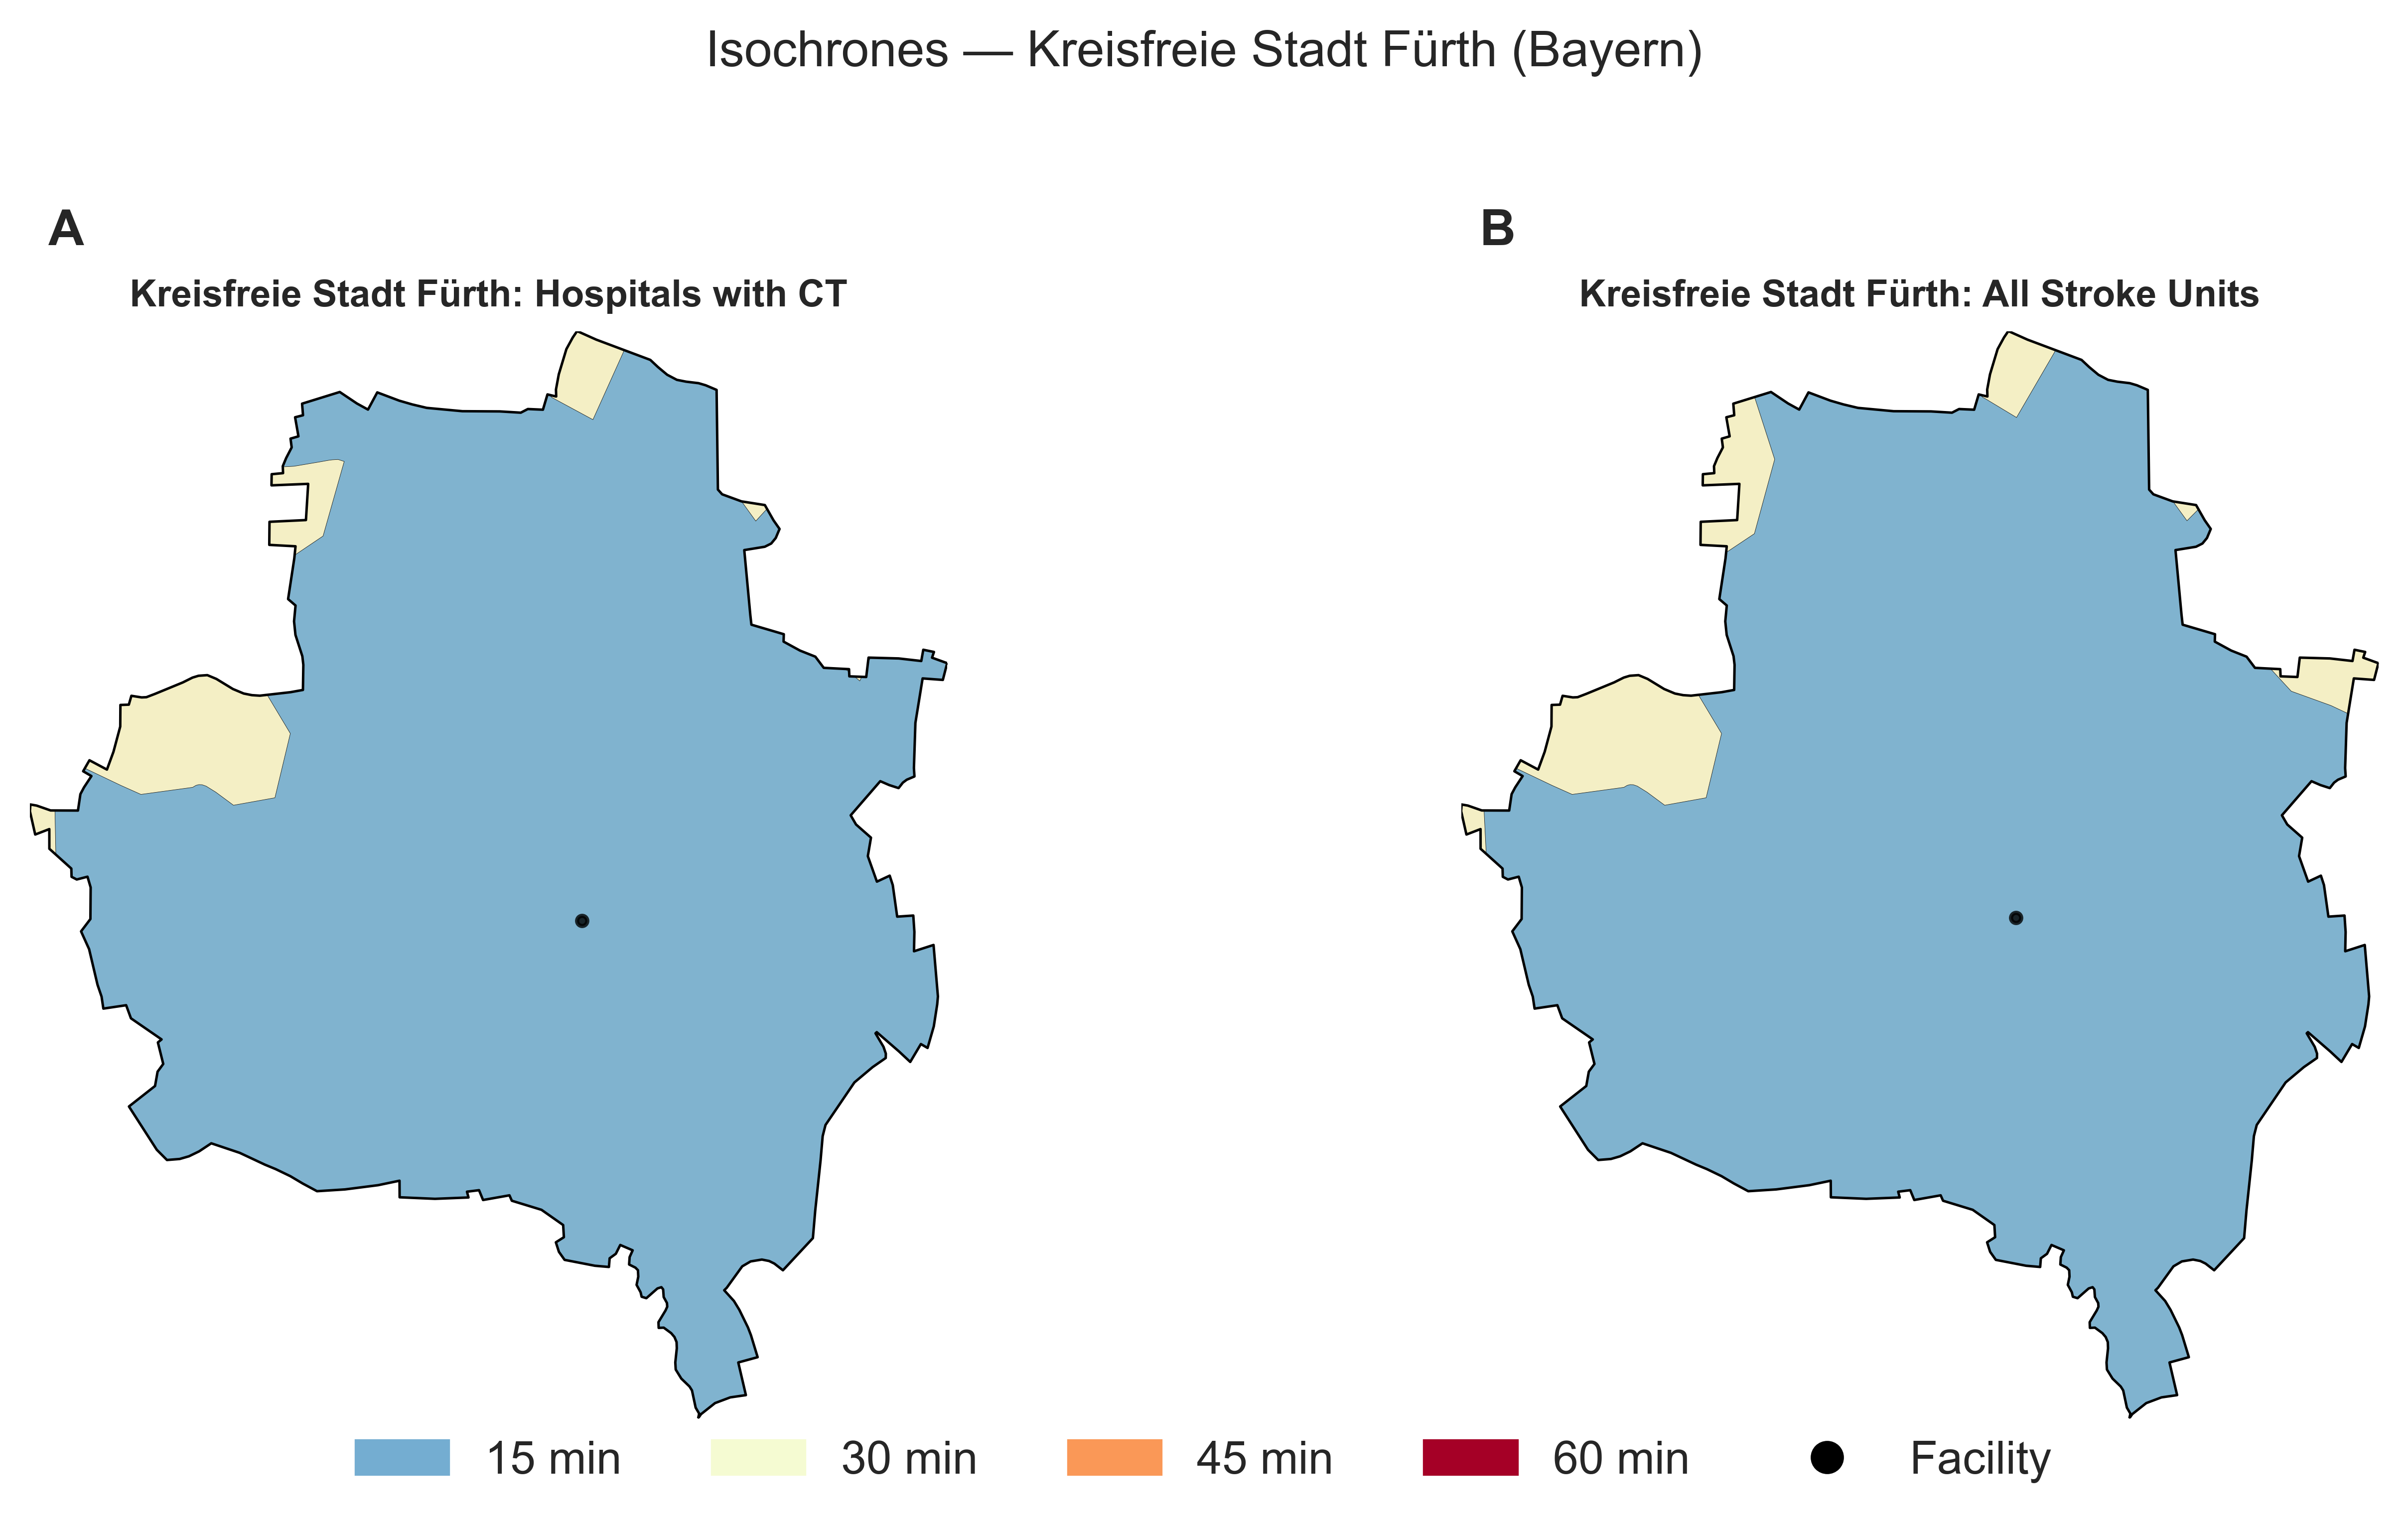 Isochrones — Kreisfreie Stadt Fürth (Bayern)
A
Kreisfreie Stadt Fürth: Hospitals with CT
B
Kreisfreie Stadt Fürth: All Stroke Units
15 min
30 min
45 min
60 min
Facility